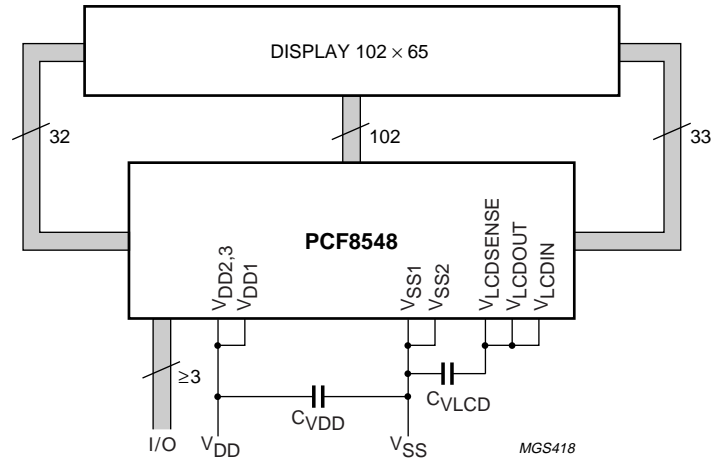 DISPLAY 102 × 65
32
102
33
PCF8548
VDD2,3
VDD1
VSS1
VSS2
VLCDSENSE
VLCDOUT
VLCDIN
≥3
CVDD
CVLCD
I/O
VDD
VSS
MGS418